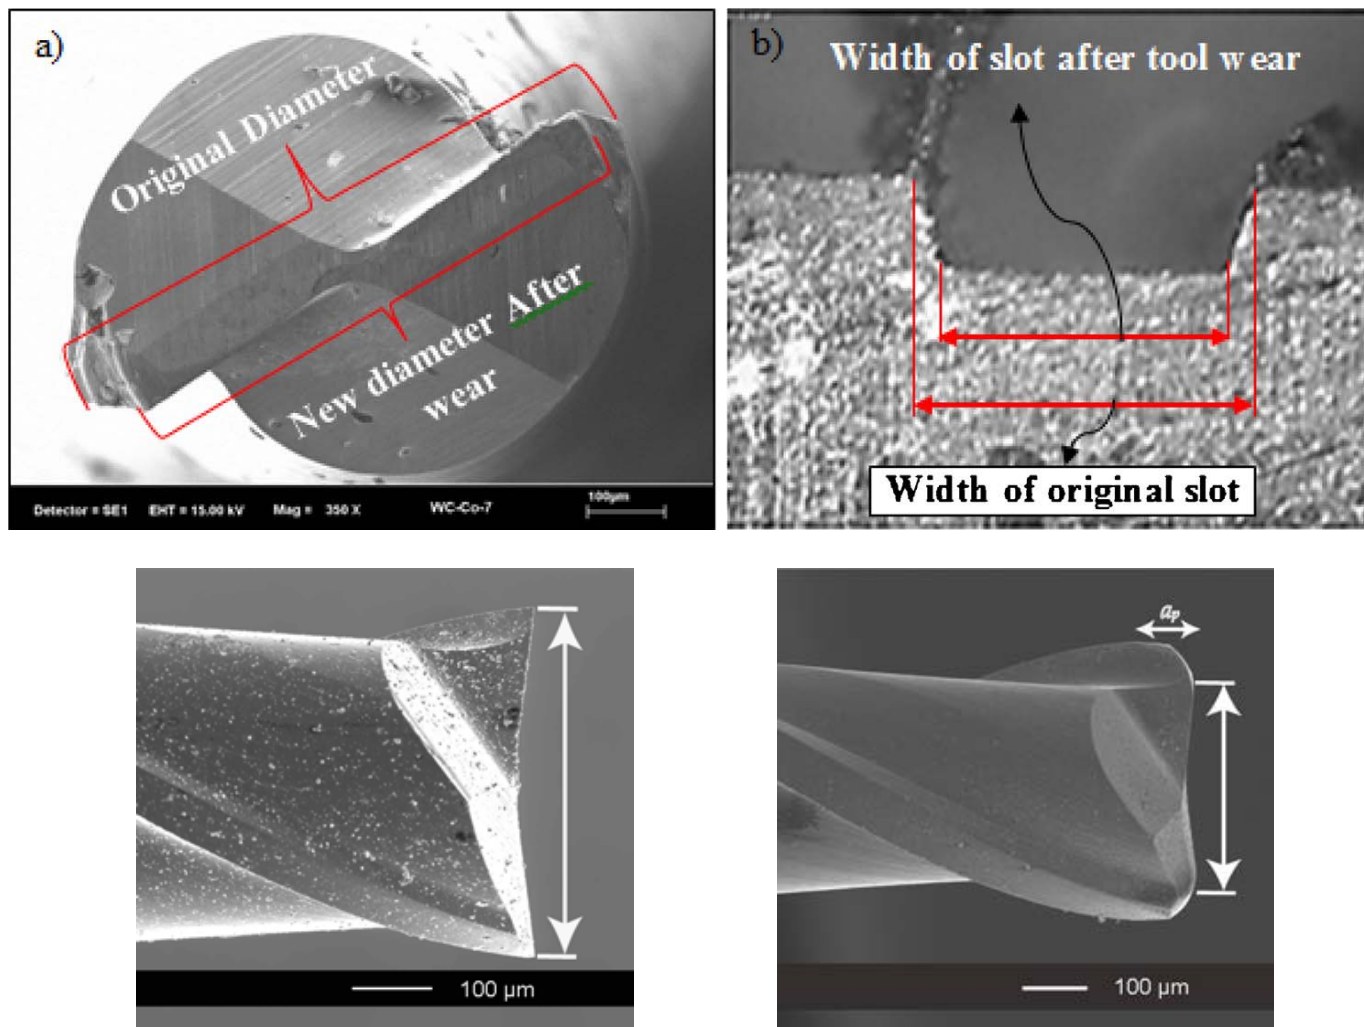 a)
Original Diameter
New diameter After
wear
Detector = SE1 EHT = 15.00 kV Mag = 350 X WC-Co-7 100µm
b)
Width of slot after tool wear
Width of original slot
100 µm
aₚ
100 µm